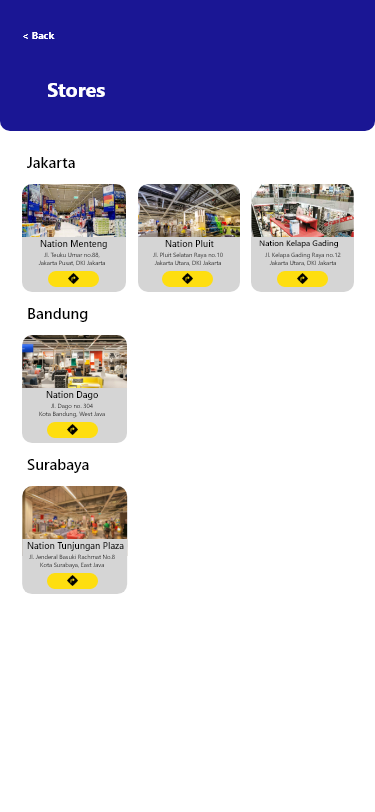 < Back
Stores
Jakarta
Nation Menteng
Jl. Teuku Umar no.88,
Jakarta Pusat, DKI Jakarta
Nation Pluit
Jl. Pluit Selatan Raya no.10
Jakarta Utara, DKI Jakarta
Nation Kelapa Gading
Jl. Kelapa Gading Raya no.12
Jakarta Utara, DKI Jakarta
Bandung
Nation Dago
Jl. Dago no. 304
Kota Bandung, West Java
Surabaya
Nation Tunjungan Plaza
Jl. Jenderal Basuki Rachmat No.8
Kota Surabaya, East Java